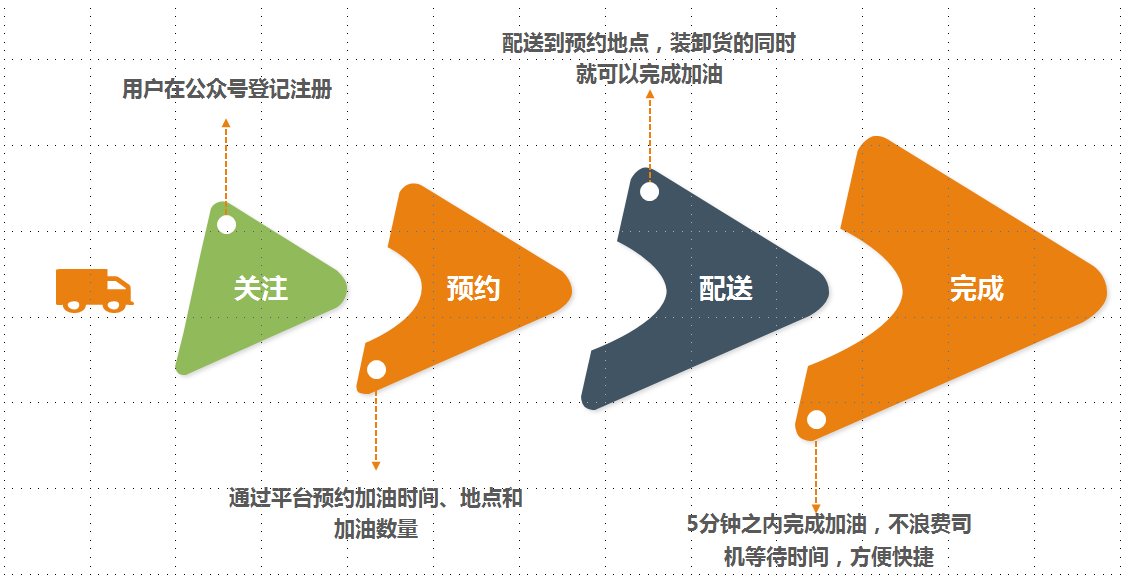 配送到预约地点，装卸货的同时
就可以完成加油
用户在公众号登记注册
关注
预约
配送
完成
通过平台预约加油时间、地点和
加油数量
5分钟之内完成加油，不浪费司
机等待时间，方便快捷